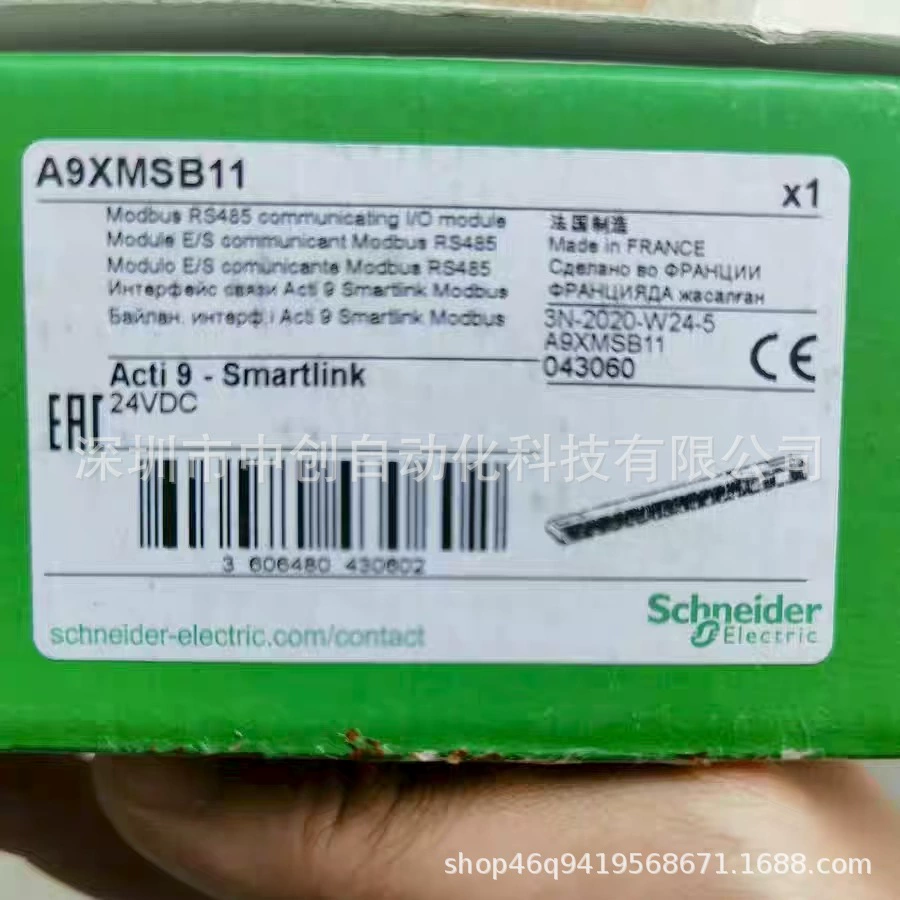 A9XMSB11
x1
Modbus RS485 communicating I/O module
Module E/S communicant Modbus RS485
Modulo E/S comunicante Modbus RS485
Интерфейс связи Acti 9 Smartlink Modbus
Байлан. интерф.і Acti 9 Smartlink Modbus
法国制造
Made in FRANCE
Сделано во ФРАНЦИИ
ФРАНЦИЯДА жасалған
3N-2020-W24-5
A9XMSB11
043060
CE
Acti 9 - Smartlink
24VDC
EAC
深圳市中创自动化科技有限公司
3 606480 430602
schneider-electric.com/contact
Schneider
Electric
shop46q9419568671.1688.com